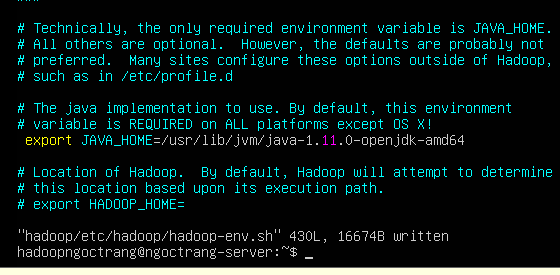 # Technically, the only required environment variable is JAVA_HOME.
# All others are optional.  However, the defaults are probably not
# preferred.  Many sites configure these options outside of Hadoop,
# such as in /etc/profile.d
# The java implementation to use. By default, this environment
# variable is REQUIRED on ALL platforms except OS X!
export JAVA_HOME=/usr/lib/jvm/java-1.11.0-openjdk-amd64
# Location of Hadoop.  By default, Hadoop will attempt to determine
# this location based upon its execution path.
# export HADOOP_HOME=
"hadoop/etc/hadoop/hadoop-env.sh" 430L, 16674B written
hadoopngoctrang@ngoctrang-server:~$ _